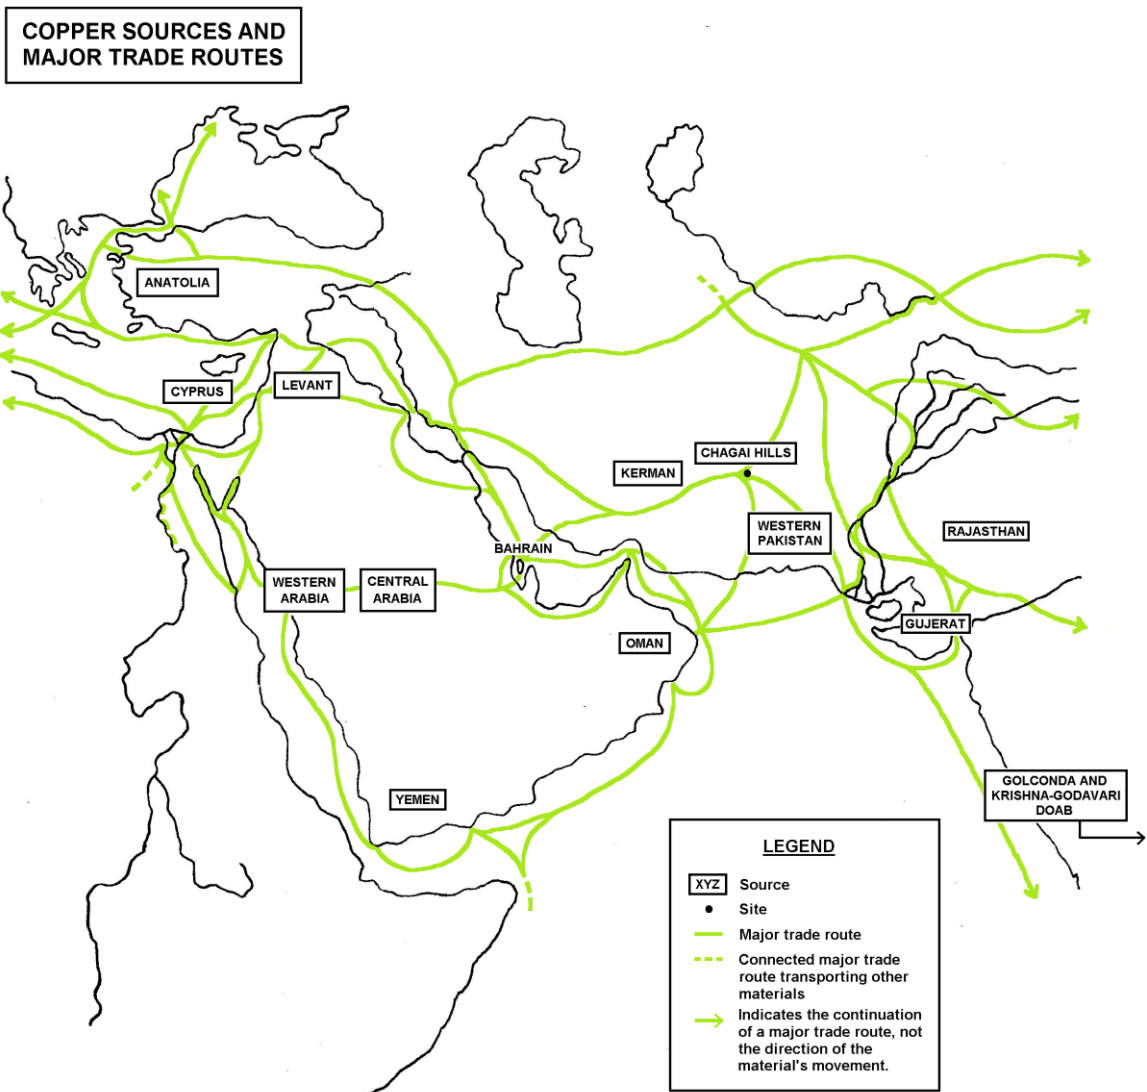 COPPER SOURCES AND
MAJOR TRADE ROUTES
ANATOLIA
CYPRUS
LEVANT
CHAGAI HILLS
KERMAN
WESTERN
PAKISTAN
RAJASTHAN
BAHRAIN
WESTERN
ARABIA
CENTRAL
ARABIA
GUJERAT
OMAN
YEMEN
GOLCONDA AND
KRISHNA-GODAVARI
DOAB
LEGEND
XYZ Source
Site
Major trade route
Connected major trade
route transporting other
materials
Indicates the continuation
of a major trade route, not
the direction of the
material's movement.